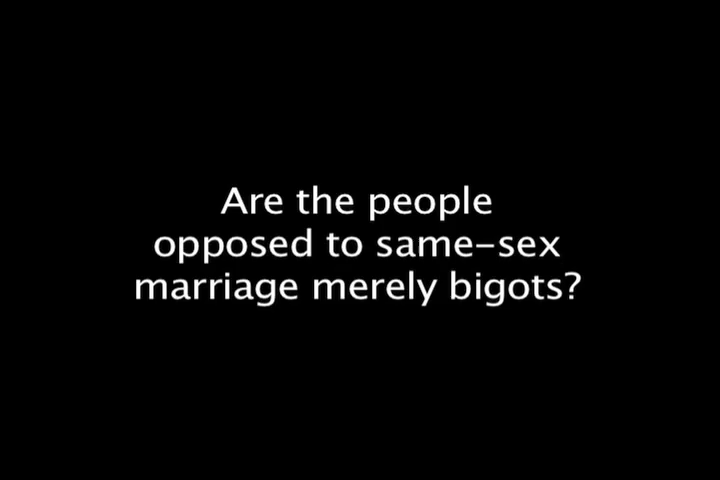 Are the people
opposed to same-sex
marriage merely bigots?